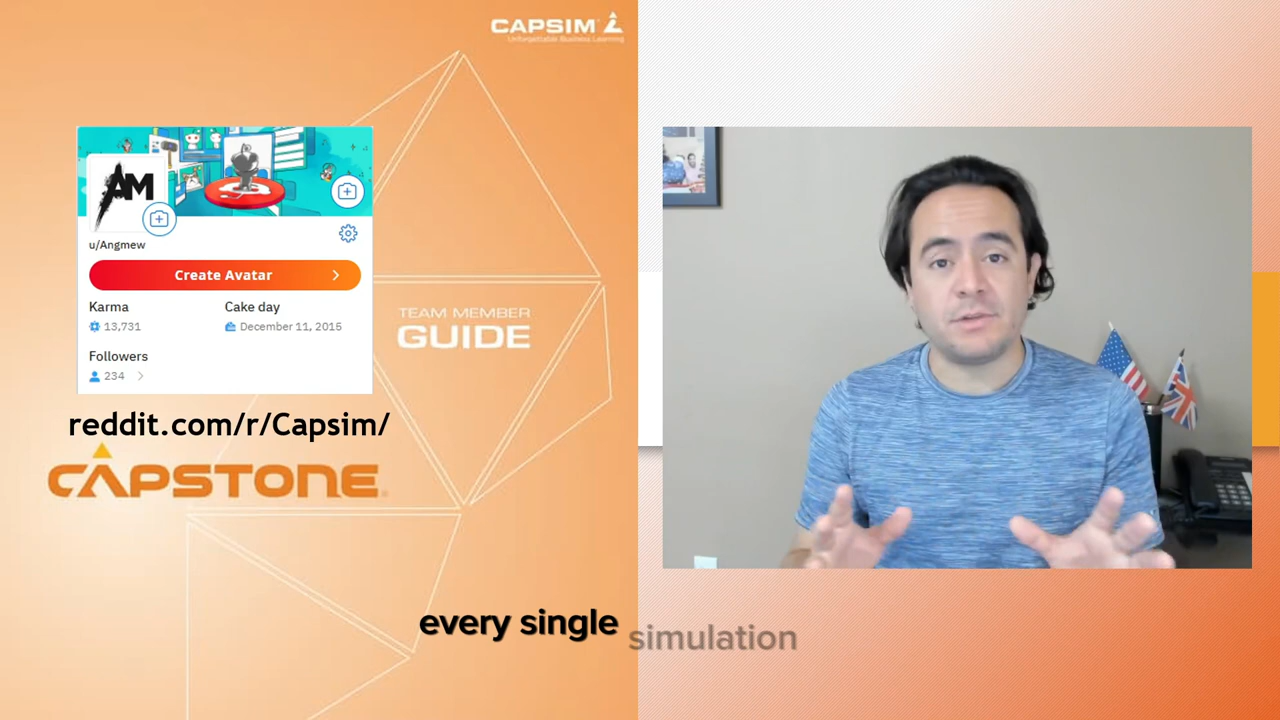 CAPSIM
Unforgettable Business Learning
AM
u/Angmew
Create Avatar
Karma
Cake day
13,731
December 11, 2015
Followers
234
TEAM MEMBER
GUIDE
reddit.com/r/Capsim/
CAPSTONE
every single simulation